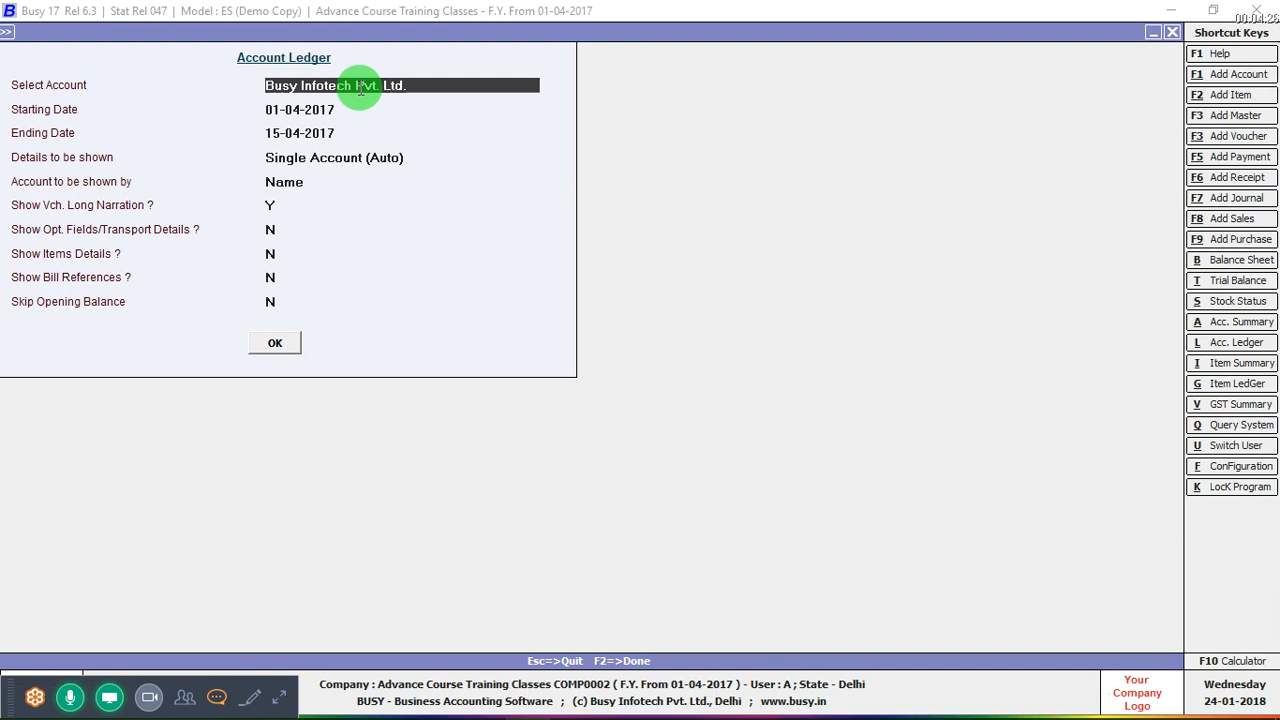 Busy 17 Rel 6.3 | Stat Rel 047 | Model : ES (Demo Copy) | Advance Course Training Classes - F.Y. From 01-04-2017
00:04:26
>>
Shortcut Keys
Account Ledger
Select Account Busy Infotech Pvt. Ltd.
Starting Date 01-04-2017
Ending Date 15-04-2017
Details to be shown Single Account (Auto)
Account to be shown by Name
Show Vch. Long Narration ? Y
Show Opt. Fields/Transport Details ? N
Show Items Details ? N
Show Bill References ? N
Skip Opening Balance N
OK
F1 Help
F1 Add Account
F2 Add Item
F3 Add Master
F3 Add Voucher
F5 Add Payment
F6 Add Receipt
F7 Add Journal
F8 Add Sales
F9 Add Purchase
B Balance Sheet
T Trial Balance
S Stock Status
A Acc. Summary
L Acc. Ledger
I Item Summary
G Item LedGer
V GST Summary
Q Query System
U Switch User
F ConFiguration
K LocK Program
Esc=>Quit F2=>Done
F10 Calculator
Company : Advance Course Training Classes COMP0002 ( F.Y. From 01-04-2017 ) - User : A ; State - Delhi
BUSY - Business Accounting Software ; (c) Busy Infotech Pvt. Ltd., Delhi ; www.busy.in
Your
Company
Logo
Wednesday
24-01-2018